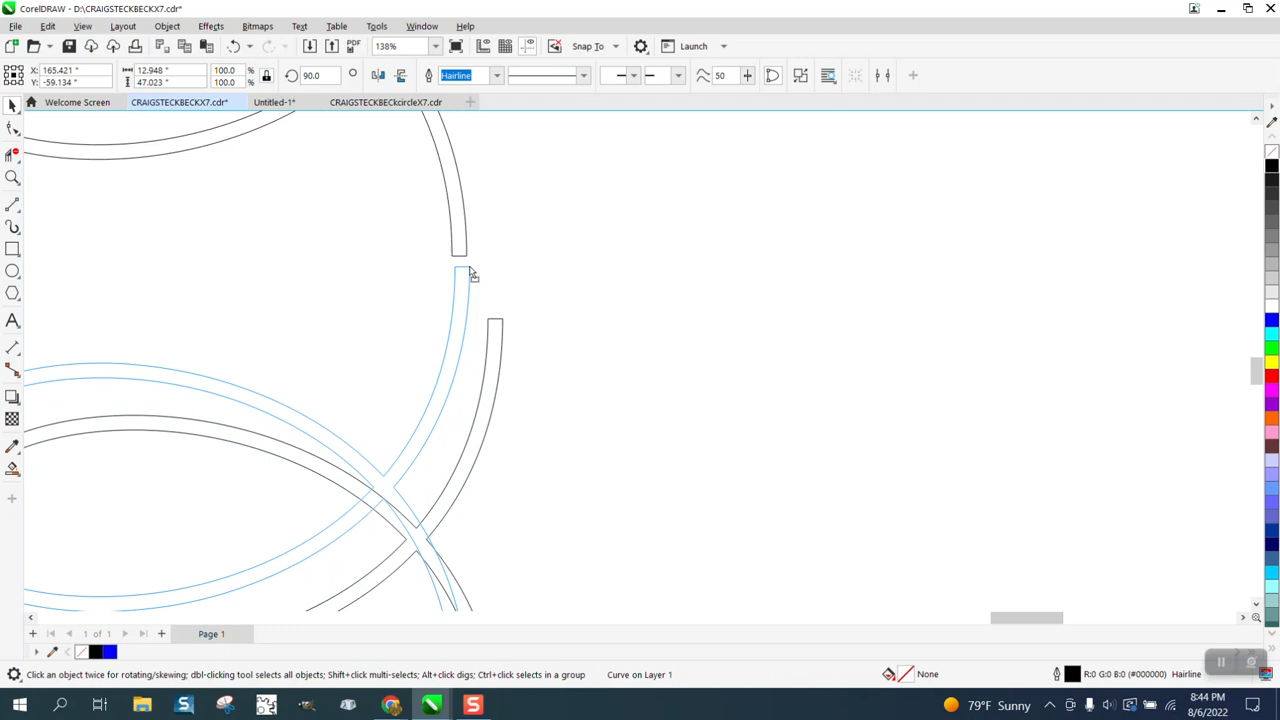 CorelDRAW - D:\CRAIGSTECKBECKX7.cdr*
File Edit View Layout Object Effects Bitmaps Text Table Tools Window Help
PDF 138% Snap To Launch
X: 165.421 " 12.948 " 100.0 90.0 Hairline 50
Y: -59.134 " 47.023 " 100.0
Welcome Screen CRAIGSTECKBECKX7.cdr* Untitled-1* CRAIGSTECKBECkcircleX7.cdr
1 of 1 Page 1
Click an object twice for rotating/skewing; dbl-clicking tool selects all objects; Shift+click multi-selects; Alt+click digs; Ctrl+click selects in a group Curve on Layer 1 None R:0 G:0 B:0 (#000000) Hairline
79°F Sunny 8:44 PM
8/6/2022